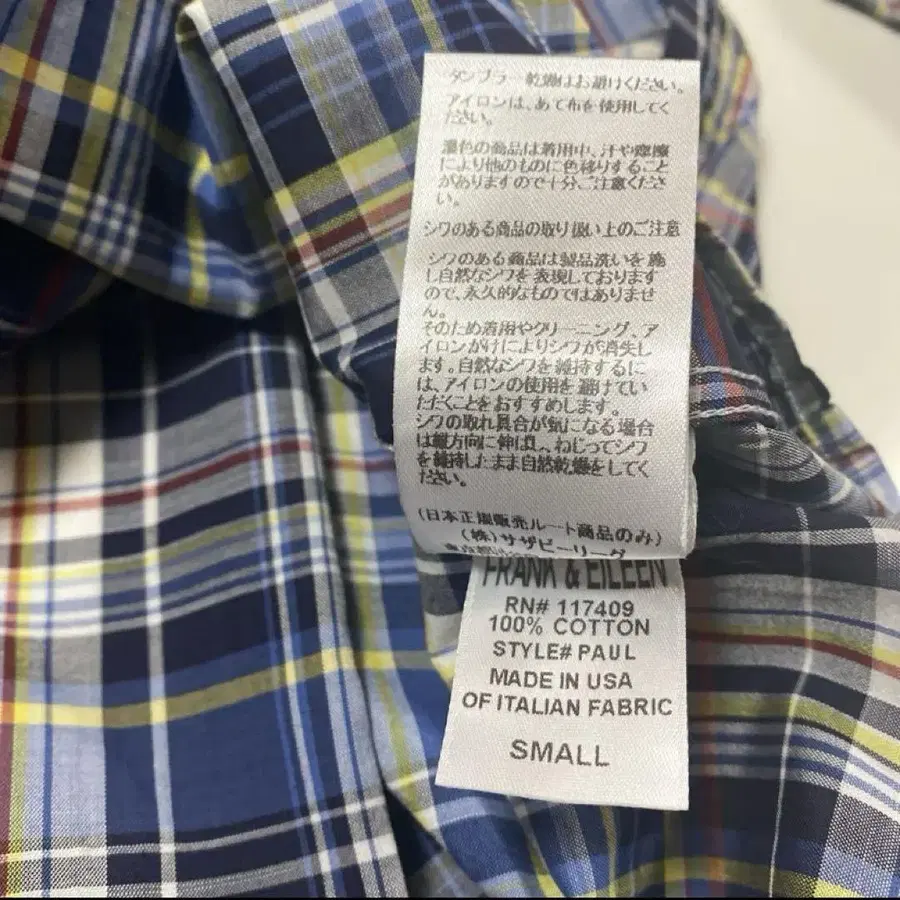 タンブラー乾燥はお避けください。
アイロンは、あて布を使用してく
ださい。
濃色の商品は着用中、汗や摩擦
により他のものに色移りすること
がありますので十分ご注意くださ
い。
シワのある商品の取り扱い上のご注意
シワのある商品は製品洗いを施
し自然なシワを表現しております
ので、永久的なものではありませ
ん。
そのため着用やクリーニング、ア
イロンがけによりシワが消失し
ます。自然なシワを維持するに
は、アイロンの使用を避けてい
ただくことをおすすめします。
シワの取れ具合が気になる場合
は縦方向に伸ばし、ねじってシワ
を維持したまま自然乾燥をしてく
ださい。
(日本正規販売ルート商品のみ)
(株)サザビーリーグ
FRANK & EILEEN
RN# 117409
100% COTTON
STYLE# PAUL
MADE IN USA
OF ITALIAN FABRIC
SMALL